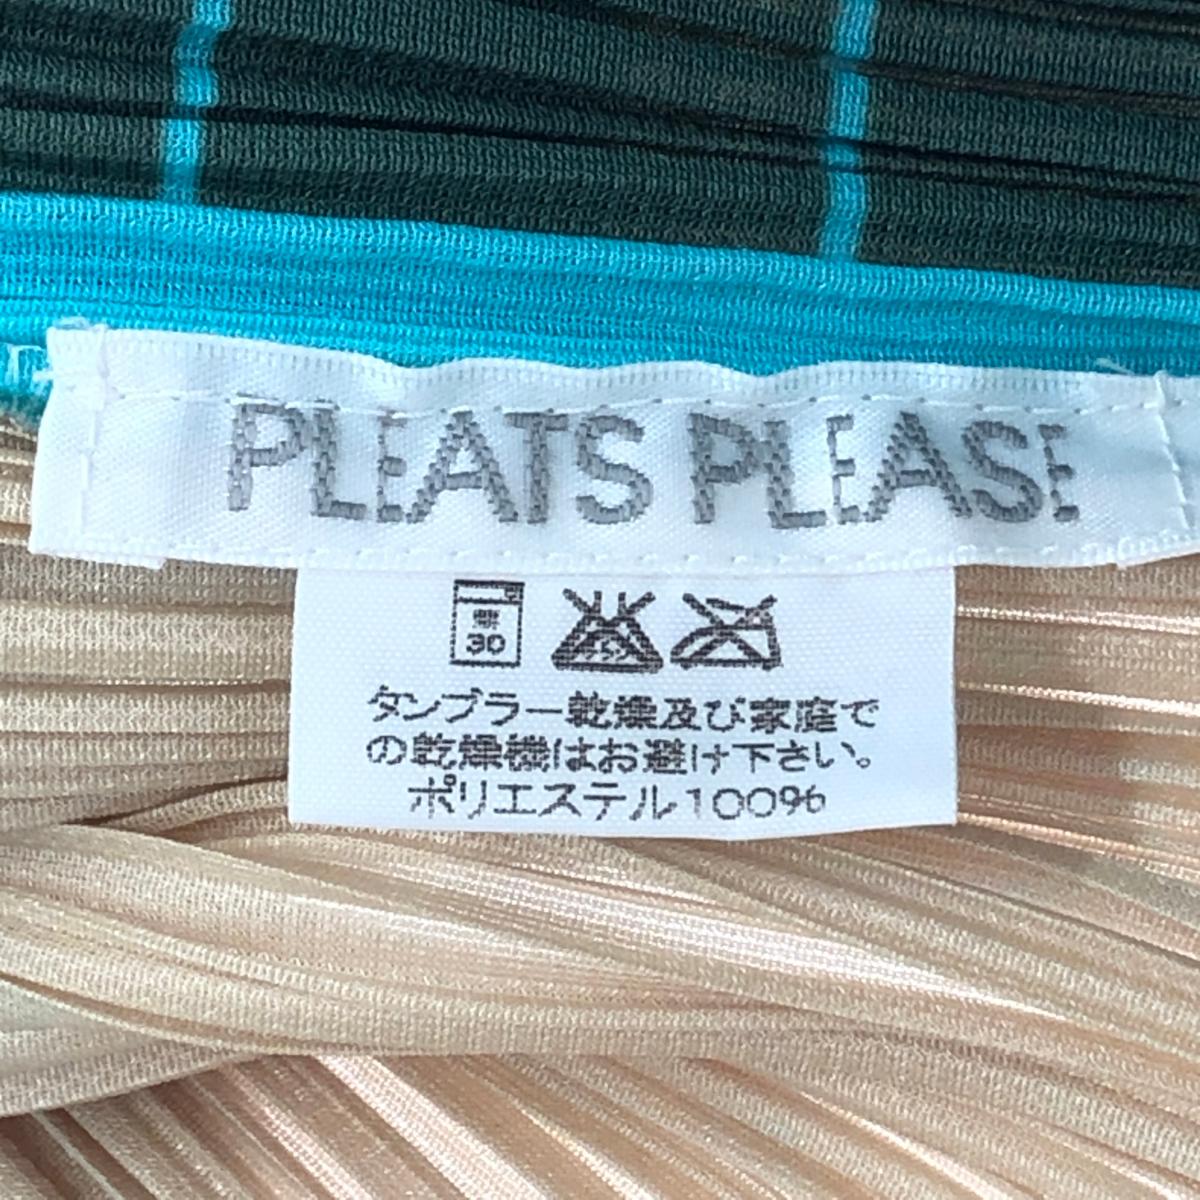 PLEATS PLEASE
弱
30
タンブラー乾燥及び家庭で
の乾燥機はお避け下さい。
ポリエステル100%